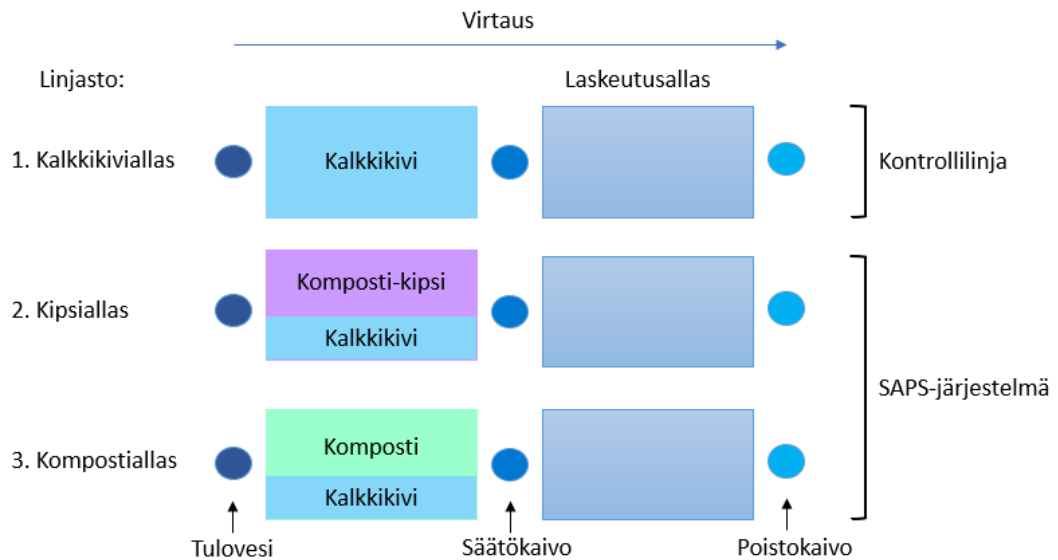 Virtaus
Linjasto:
Laskeutusallas
1. Kalkkikiviallas
Kalkkikivi
Kontrollilinja
2. Kipsiallas
Komposti-kipsi
Kalkkikivi
SAPS-järjestelmä
3. Kompostiallas
Komposti
Kalkkikivi
Tulovesi
Säätökaivo
Poistokaivo